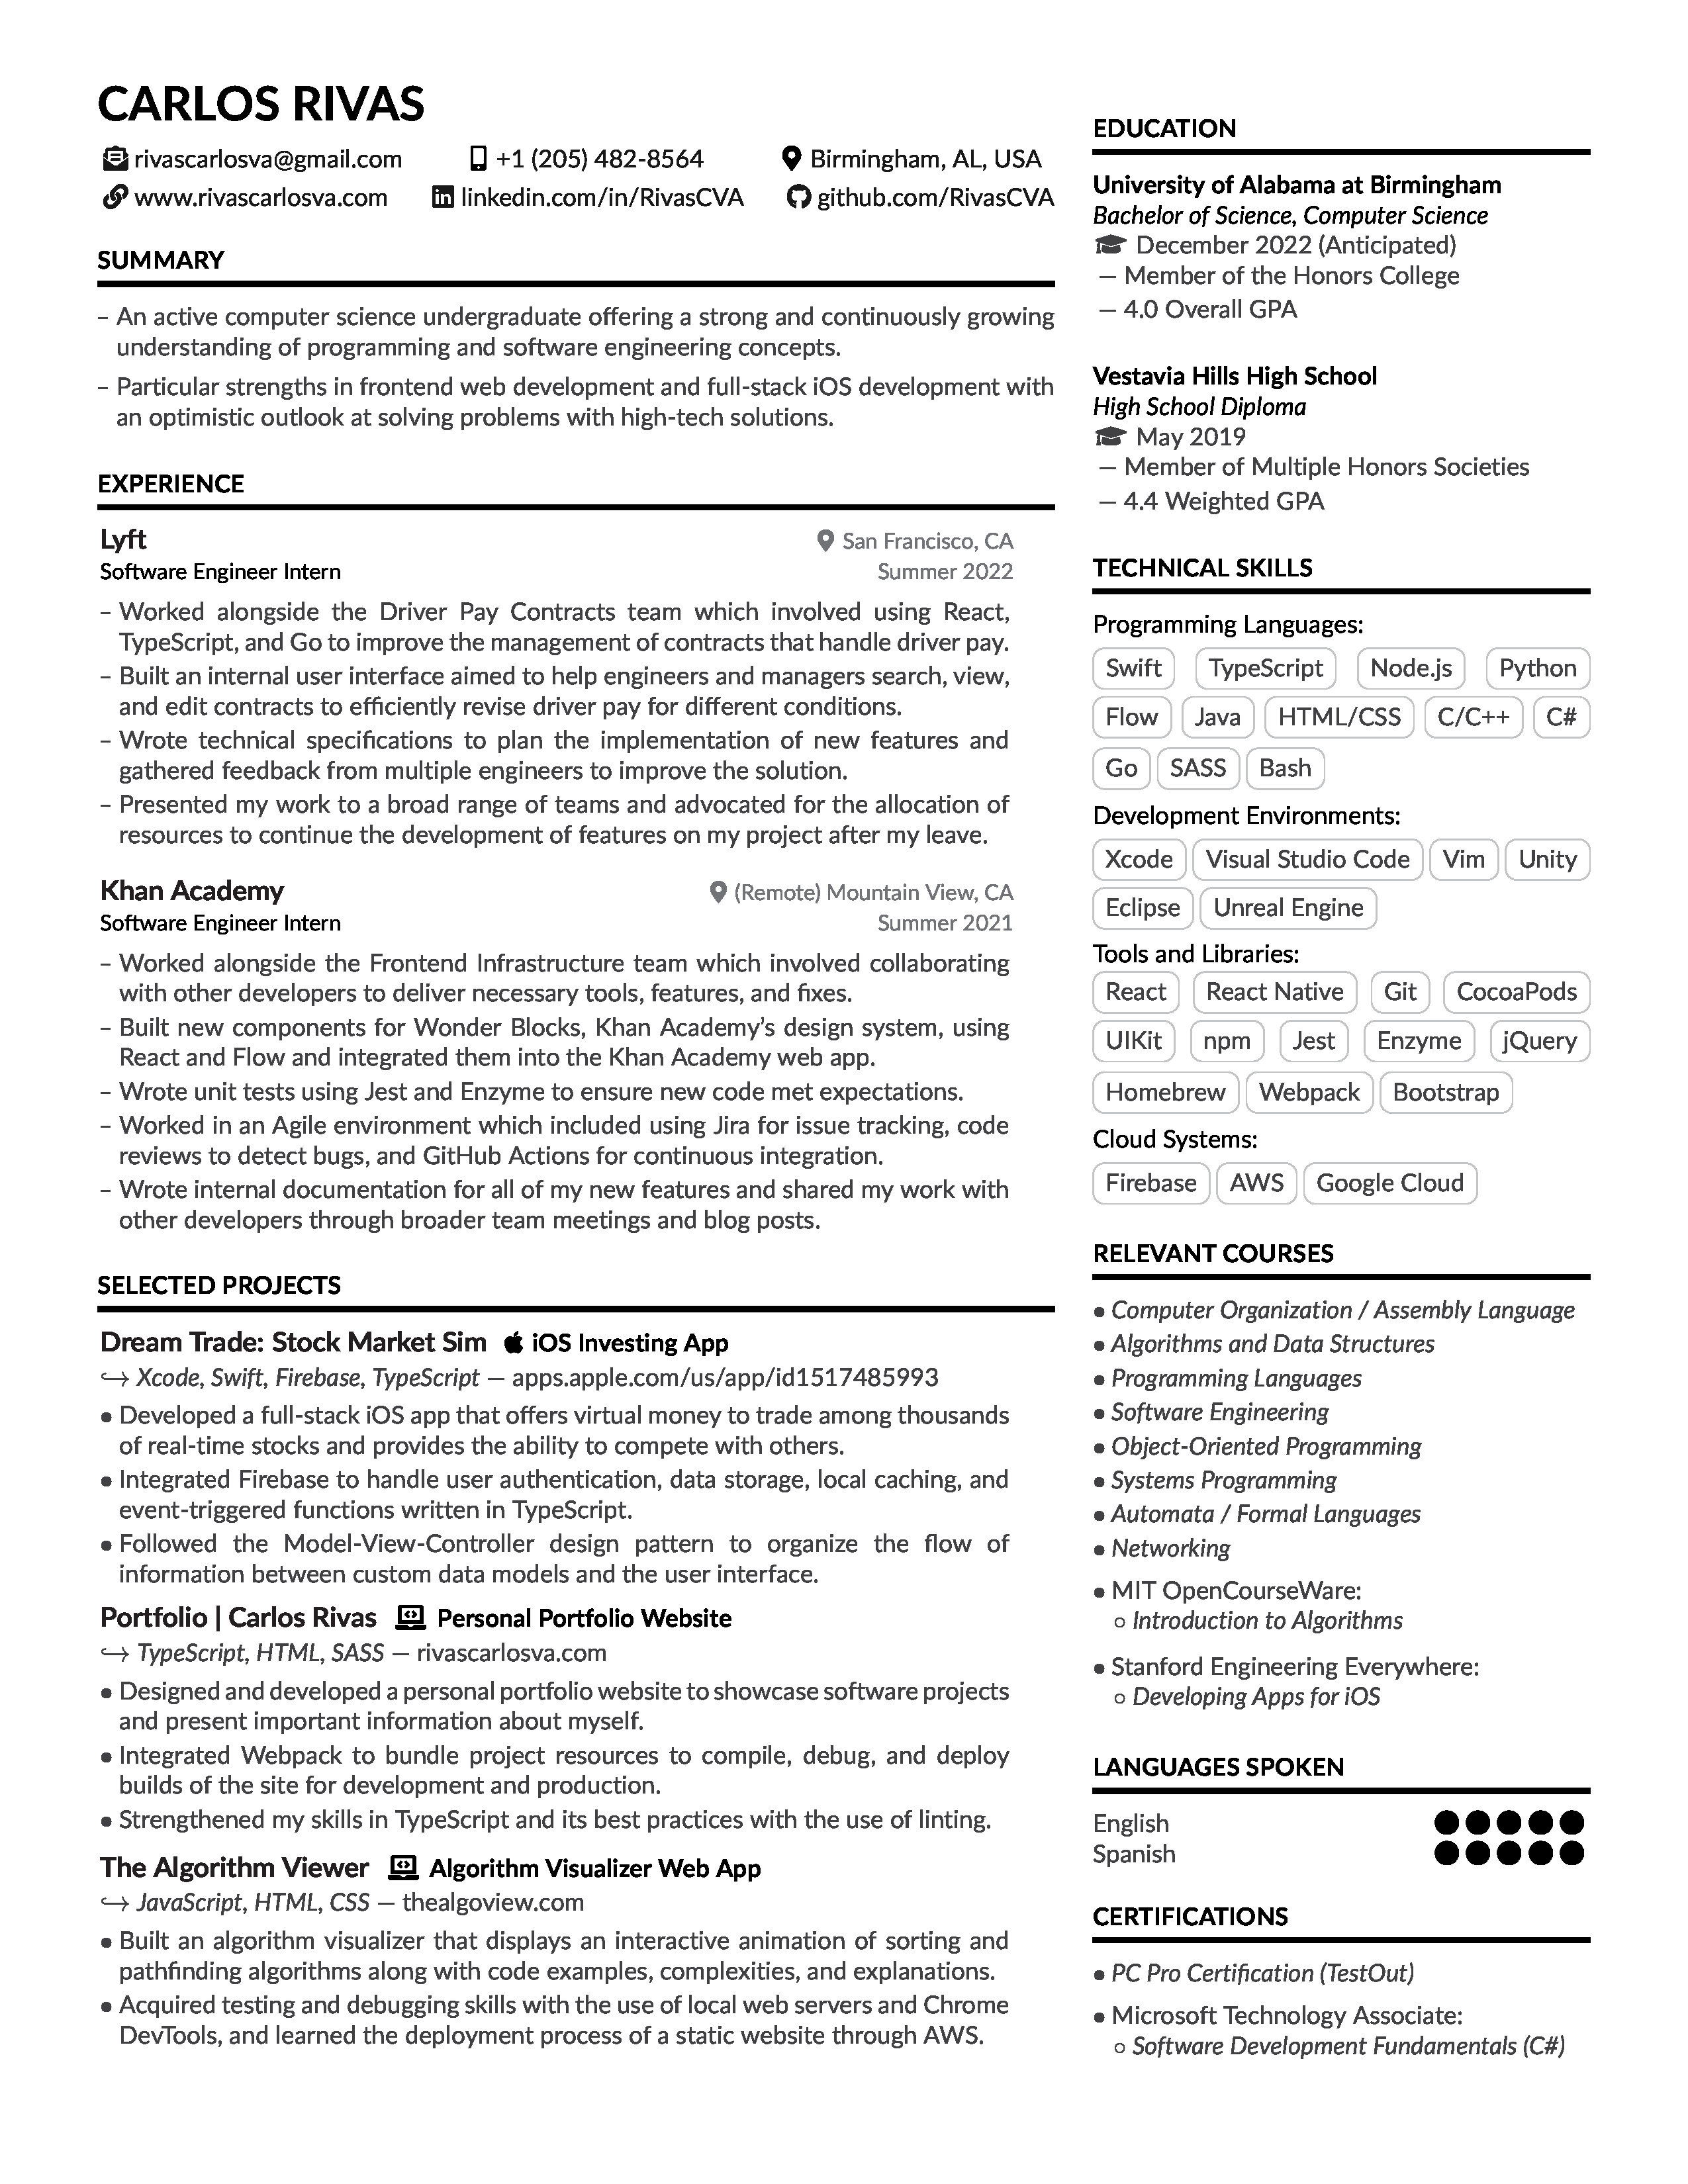 CARLOS RIVAS
rivascarlosva@gmail.com +1 (205) 482-8564 Birmingham, AL, USA
www.rivascarlosva.com linkedin.com/in/RivasCVA github.com/RivasCVA
SUMMARY
– An active computer science undergraduate offering a strong and continuously growing
understanding of programming and software engineering concepts.
– Particular strengths in frontend web development and full-stack iOS development with
an optimistic outlook at solving problems with high-tech solutions.
EXPERIENCE
Lyft San Francisco, CA
Software Engineer Intern Summer 2022
– Worked alongside the Driver Pay Contracts team which involved using React,
TypeScript, and Go to improve the management of contracts that handle driver pay.
– Built an internal user interface aimed to help engineers and managers search, view,
and edit contracts to efficiently revise driver pay for different conditions.
– Wrote technical specifications to plan the implementation of new features and
gathered feedback from multiple engineers to improve the solution.
– Presented my work to a broad range of teams and advocated for the allocation of
resources to continue the development of features on my project after my leave.
Khan Academy (Remote) Mountain View, CA
Software Engineer Intern Summer 2021
– Worked alongside the Frontend Infrastructure team which involved collaborating
with other developers to deliver necessary tools, features, and fixes.
– Built new components for Wonder Blocks, Khan Academy's design system, using
React and Flow and integrated them into the Khan Academy web app.
– Wrote unit tests using Jest and Enzyme to ensure new code met expectations.
– Worked in an Agile environment which included using Jira for issue tracking, code
reviews to detect bugs, and GitHub Actions for continuous integration.
– Wrote internal documentation for all of my new features and shared my work with
other developers through broader team meetings and blog posts.
SELECTED PROJECTS
Dream Trade: Stock Market Sim iOS Investing App
↪ Xcode, Swift, Firebase, TypeScript — apps.apple.com/us/app/id1517485993
• Developed a full-stack iOS app that offers virtual money to trade among thousands
of real-time stocks and provides the ability to compete with others.
• Integrated Firebase to handle user authentication, data storage, local caching, and
event-triggered functions written in TypeScript.
• Followed the Model-View-Controller design pattern to organize the flow of
information between custom data models and the user interface.
Portfolio | Carlos Rivas Personal Portfolio Website
↪ TypeScript, HTML, SASS — rivascarlosva.com
• Designed and developed a personal portfolio website to showcase software projects
and present important information about myself.
• Integrated Webpack to bundle project resources to compile, debug, and deploy
builds of the site for development and production.
• Strengthened my skills in TypeScript and its best practices with the use of linting.
The Algorithm Viewer Algorithm Visualizer Web App
↪ JavaScript, HTML, CSS — thealgoview.com
• Built an algorithm visualizer that displays an interactive animation of sorting and
pathfinding algorithms along with code examples, complexities, and explanations.
• Acquired testing and debugging skills with the use of local web servers and Chrome
DevTools, and learned the deployment process of a static website through AWS.
EDUCATION
University of Alabama at Birmingham
Bachelor of Science, Computer Science
December 2022 (Anticipated)
— Member of the Honors College
— 4.0 Overall GPA
Vestavia Hills High School
High School Diploma
May 2019
— Member of Multiple Honors Societies
— 4.4 Weighted GPA
TECHNICAL SKILLS
Programming Languages:
Swift TypeScript Node.js Python
Flow Java HTML/CSS C/C++ C#
Go SASS Bash
Development Environments:
Xcode Visual Studio Code Vim Unity
Eclipse Unreal Engine
Tools and Libraries:
React React Native Git CocoaPods
UIKit npm Jest Enzyme jQuery
Homebrew Webpack Bootstrap
Cloud Systems:
Firebase AWS Google Cloud
RELEVANT COURSES
• Computer Organization / Assembly Language
• Algorithms and Data Structures
• Programming Languages
• Software Engineering
• Object-Oriented Programming
• Systems Programming
• Automata / Formal Languages
• Networking
• MIT OpenCourseWare:
○ Introduction to Algorithms
• Stanford Engineering Everywhere:
○ Developing Apps for iOS
LANGUAGES SPOKEN
English
Spanish
CERTIFICATIONS
• PC Pro Certification (TestOut)
• Microsoft Technology Associate:
○ Software Development Fundamentals (C#)